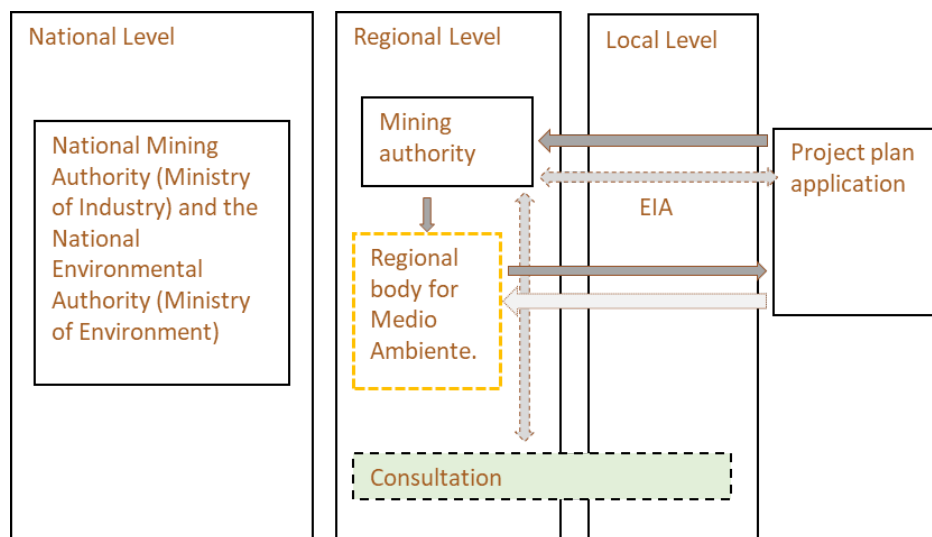 National Level
National Mining
Authority (Ministry
of Industry) and the
National
Environmental
Authority (Ministry
of Environment)
Regional Level
Mining
authority
Regional
body for
Medio
Ambiente.
Consultation
Local Level
EIA
Project plan
application